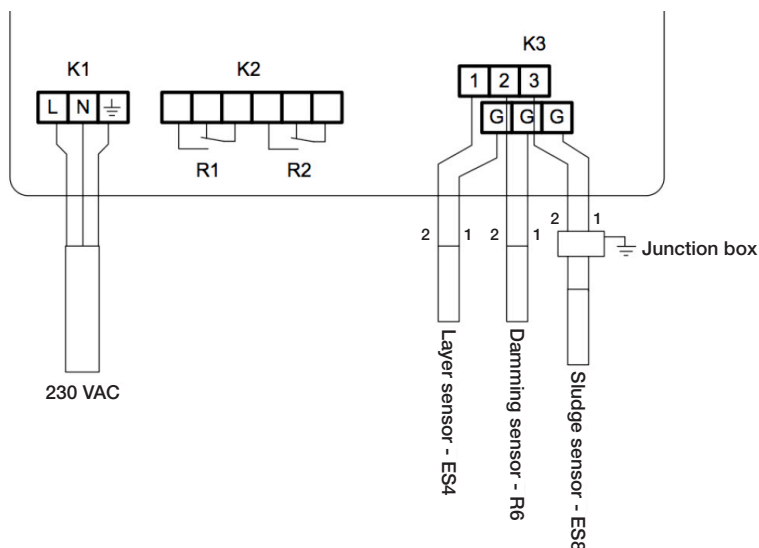 K1
K2
K3
L N
1 2 3
G G G
R1
R2
2 1 2 1 2 1
Junction box
230 VAC
Layer sensor - ES4
Damming sensor - R6
Sludge sensor - ES8